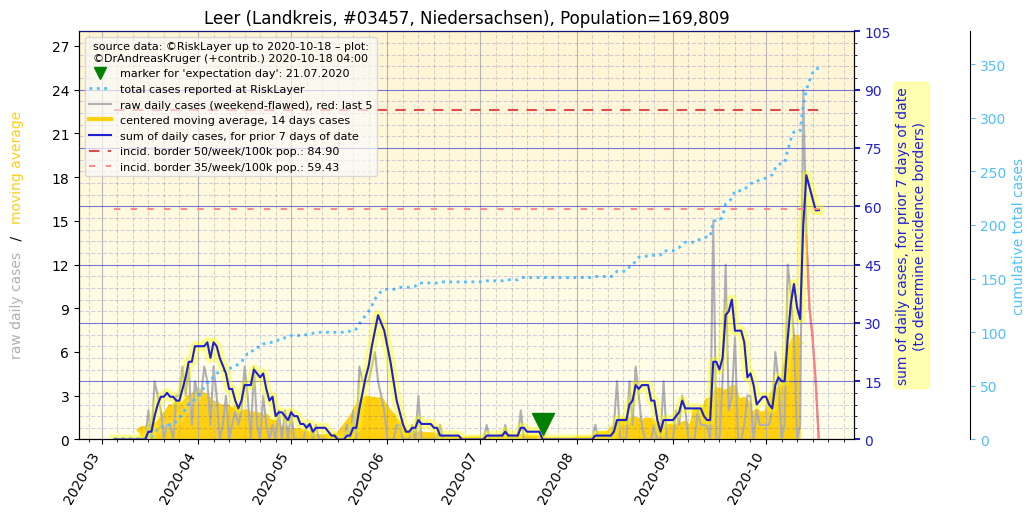 Leer (Landkreis, #03457, Niedersachsen), Population=169,809
source data: ©RiskLayer up to 2020-10-18 – plot:
©DrAndreasKruger (+contrib.) 2020-10-18 04:00
marker for 'expectation day': 21.07.2020
total cases reported at RiskLayer
raw daily cases (weekend-flawed), red: last 5
centered moving average, 14 days cases
sum of daily cases, for prior 7 days of date
incid. border 50/week/100k pop.: 84.90
incid. border 35/week/100k pop.: 59.43
raw daily cases / moving average
27
24
21
18
15
12
9
6
3
0
2020-03
2020-04
2020-05
2020-06
2020-07
2020-08
2020-09
2020-10
105
90
75
60
45
30
15
0
sum of daily cases, for prior 7 days of date
(to determine incidence borders)
350
300
250
200
150
100
50
0
cumulative total cases